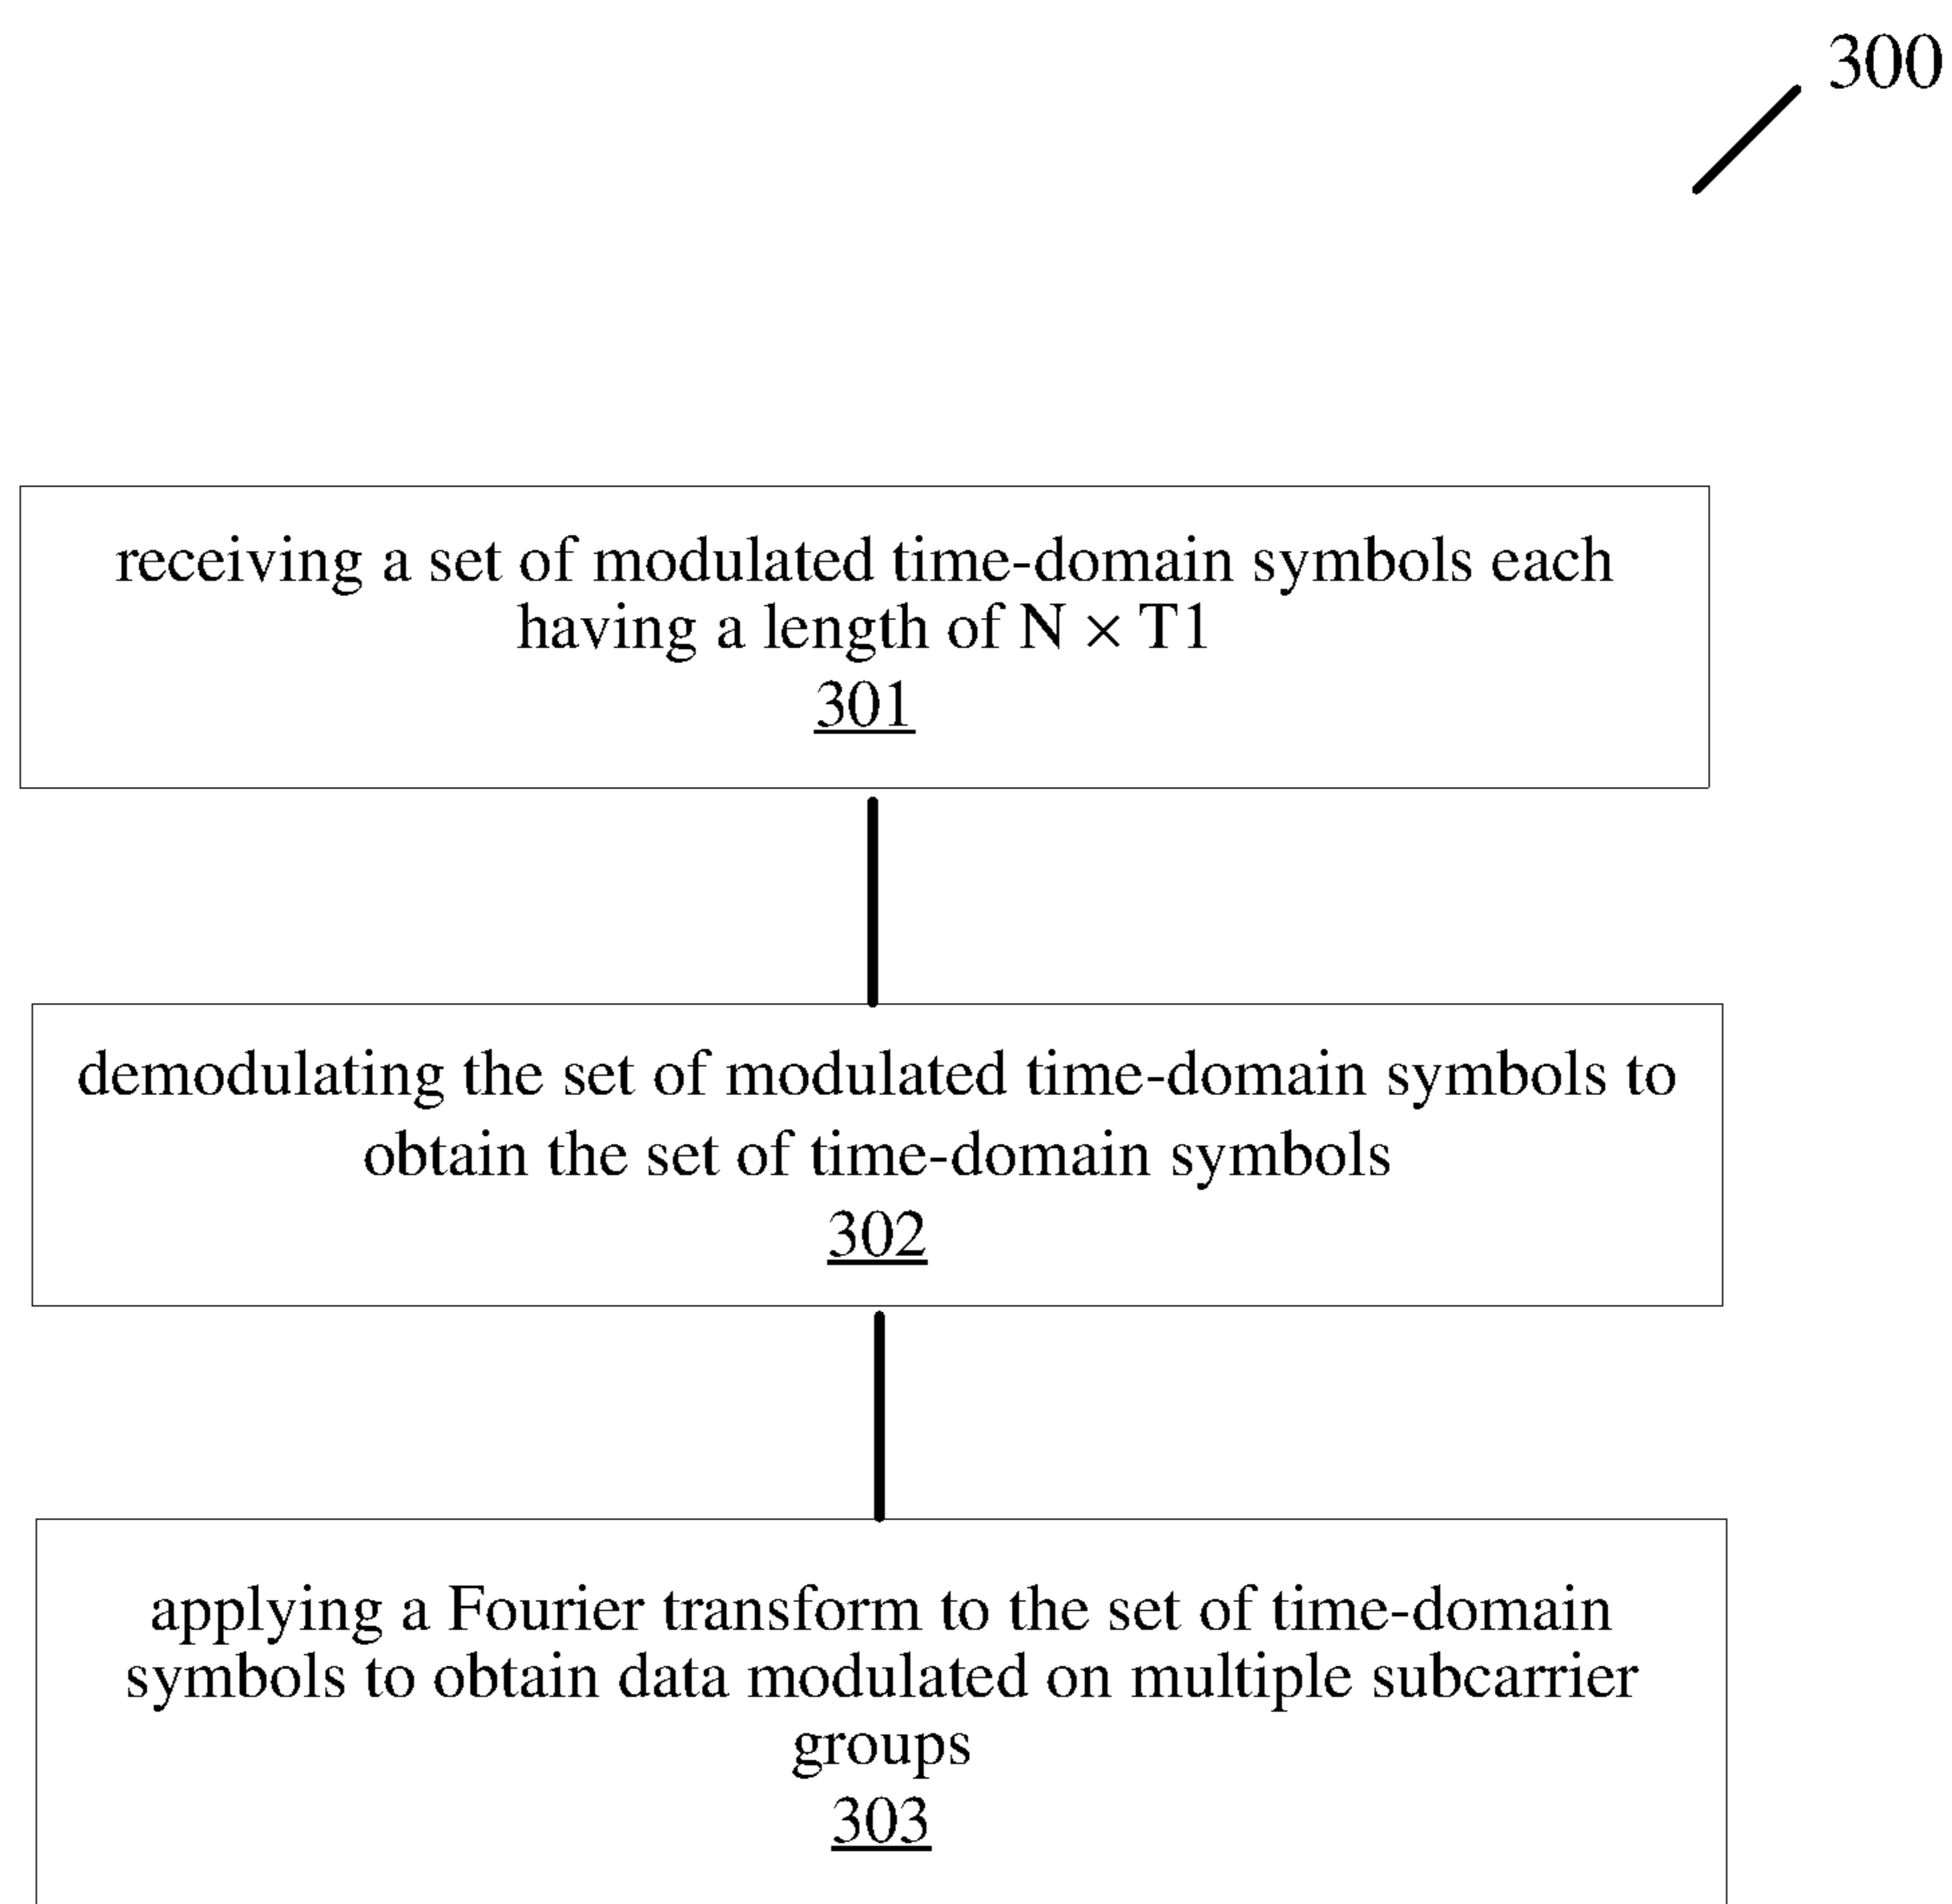 300
receiving a set of modulated time-domain symbols each
having a length of N × T1
301
demodulating the set of modulated time-domain symbols to
obtain the set of time-domain symbols
302
applying a Fourier transform to the set of time-domain
symbols to obtain data modulated on multiple subcarrier
groups
303